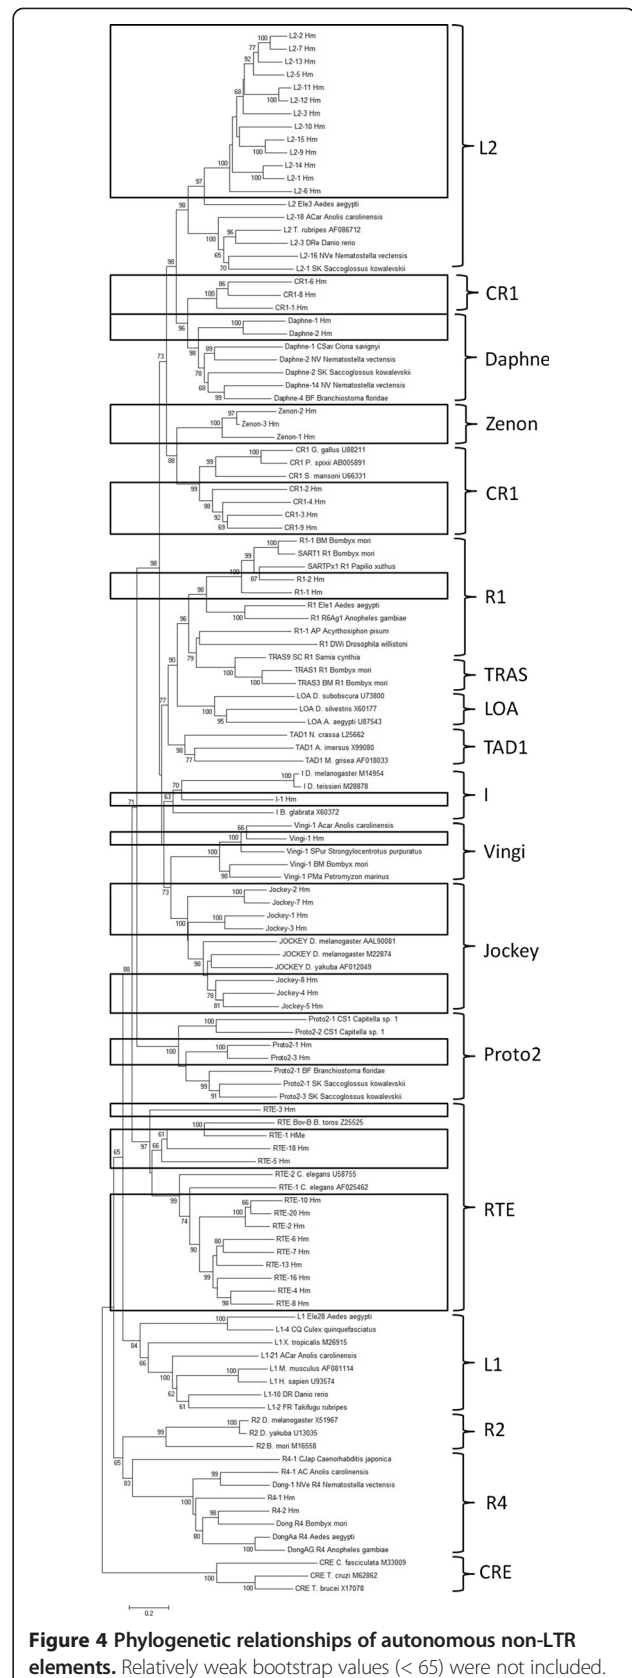 L2-2 Hm
L2-7 Hm
L2-13 Hm
L2-5 Hm
L2-11 Hm
L2-12 Hm
L2-3 Hm
L2-10 Hm
L2-15 Hm
L2-9 Hm
L2-14 Hm
L2-1 Hm
L2-6 Hm
L2 Ele3 Aedes aegypti
L2-18 ACar Anolis carolinensis
L2 T. rubripes AF086712
L2-3 DRe Danio rerio
L2-16 NVe Nematostella vectensis
L2-1 SK Saccoglossus kowalevskii
L2
CR1-6 Hm
CR1-8 Hm
CR1-1.Hm
CR1
Daphne-1 Hm
Daphne-2 Hm
Daphne-1 CSav Ciona savignyi
Daphne-2 NV Nematostella vectensis
Daphne-2 SK Saccoglossus kowalevskii
Daphne-14 NV Nematostella vectensis
Daphne-4 BF Branchiostoma floridae
Daphne
Zenon-2 Hm
Zenon-3 Hm
Zenon-1 Hm
Zenon
CR1 G. gallus U88211
CR1 P. spixii AB005891
CR1 S. mansoni U66331
CR1-2.Hm
CR1-4.Hm
CR1-3.Hm
CR1-9 Hm
CR1
R1-1 BM Bombyx mori
SART1 R1 Bombyx mori
SARTPx1 R1 Papilio xuthus
R1-2 Hm
R1-1 Hm
R1 Ele1 Aedes aegypti
R1 R6Ag1 Anopheles gambiae
R1-1 AP Acyrthosiphon pisum
R1 DWi Drosophila willistoni
R1
TRAS9 SC R1 Samia cynthia
TRAS1 R1 Bombyx mori
TRAS3 BM R1 Bombyx mori
TRAS
LOA D. subobscura U73800
LOA D. silvestris X60177
LOA A. aegypti U87543
LOA
TAD1 N. crassa L25662
TAD1 A. imersus X99080
TAD1 M. grisea AF018033
TAD1
I D. melanogaster M14954
I D. teissieri M28878
I-1 Hm
I B. glabrata X60372
I
Vingi-1 Acar Anolis carolinensis
Vingi-1 Hm
Vingi-1 SPur Strongylocentrotus purpuratus
Vingi-1 BM Bombyx mori
Vingi-1 PMa Petromyzon marinus
Vingi
Jockey-2 Hm
Jockey-7 Hm
Jockey-1 Hm
Jockey-3 Hm
JOCKEY D. melanogaster AAL90081
JOCKEY D. melanogaster M22874
JOCKEY D. yakuba AF012049
Jockey-8 Hm
Jockey-4 Hm
Jockey-5 Hm
Jockey
Proto2-1 CS1 Capitella sp. 1
Proto2-2 CS1 Capitella sp. 1
Proto2-1 Hm
Proto2-3 Hm
Proto2-1 BF Branchiostoma floridae
Proto2-1 SK Saccoglossus kowalevskii
Proto2-3 SK Saccoglossus kowalevskii
Proto2
RTE-3 Hm
RTE Bov-B B. toros Z25525
RTE-1 HMe
RTE-18 Hm
RTE-5 Hm
RTE-2 C. elegans U58755
RTE-1 C. elegans AF025462
RTE-10 Hm
RTE-20 Hm
RTE-2 Hm
RTE-6 Hm
RTE-7 Hm
RTE-13 Hm
RTE-16 Hm
RTE-4 Hm
RTE-8 Hm
RTE
L1 Ele28 Aedes aegypti
L1-4 CQ Culex quinquefasciatus
L1 X. tropicalis M26915
L1-21 ACar Anolis carolinensis
L1 M. musculus AF081114
L1 H. sapien U93574
L1-10 DR Danio rerio
L1-2 FR Takifugu rubripes
L1
R2 D. melanogaster X51967
R2 D. yakuba U13035
R2 B. mori M16558
R2
R4-1 CJap Caenorhabditis japonica
R4-1 AC Anolis carolinensis
Dong-1 NVe R4 Nematostella vectensis
R4-1 Hm
R4-2 Hm
Dong R4 Bombyx mori
DongAa R4 Aedes aegypti
DongAG R4 Anopheles gambiae
R4
CRE C. fasciculata M33009
CRE T. cruzi M62862
CRE T. brucei X17078
CRE
0.2
Figure 4 Phylogenetic relationships of autonomous non-LTR
elements. Relatively weak bootstrap values (< 65) were not included.